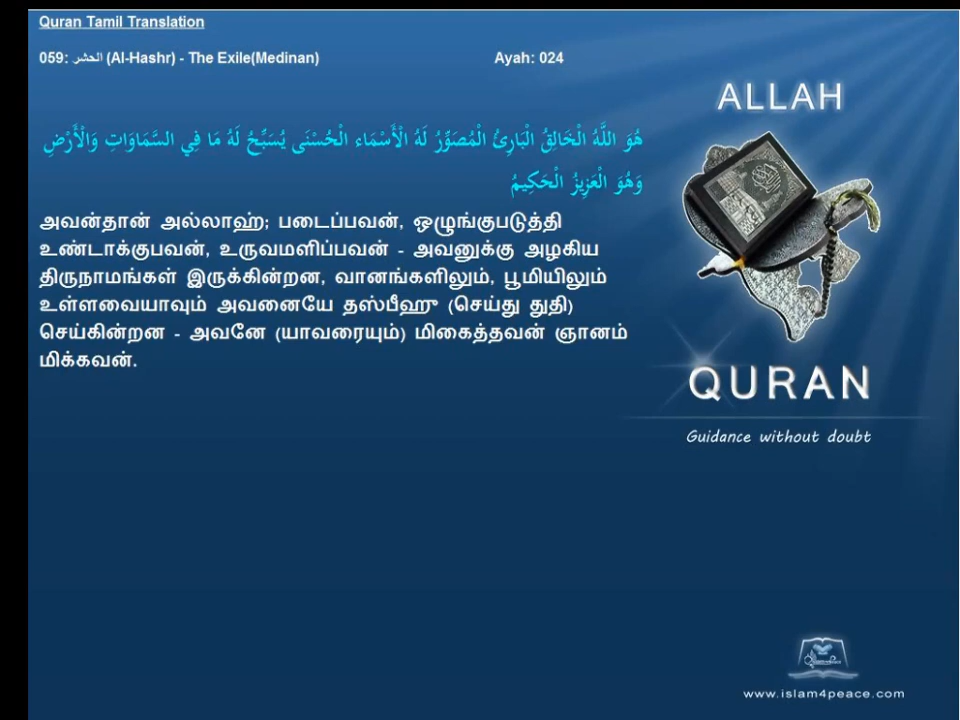 Quran Tamil Translation
059: الحشر (Al-Hashr) - The Exile(Medinan) Ayah: 024
هُوَ اللَّهُ الْخَالِقُ الْبَارِئُ الْمُصَوِّرُ لَهُ الْأَسْمَاء الْحُسْنَى يُسَبِّحُ لَهُ مَا فِي السَّمَاوَاتِ وَالْأَرْضِ
وَهُوَ الْعَزِيزُ الْحَكِيمُ
அவன்தான் அல்லாஹ்; படைப்பவன், ஒழுங்குபடுத்தி
உண்டாக்குபவன், உருவமளிப்பவன் - அவனுக்கு அழகிய
திருநாமங்கள் இருக்கின்றன, வானங்களிலும், பூமியிலும்
உள்ளவையாவும் அவனையே தஸ்பீஹு (செய்து துதி)
செய்கின்றன - அவனே (யாவரையும்) மிகைத்தவன் ஞானம்
மிக்கவன்.
ALLAH
QURAN
Guidance without doubt
www.islam4peace.com